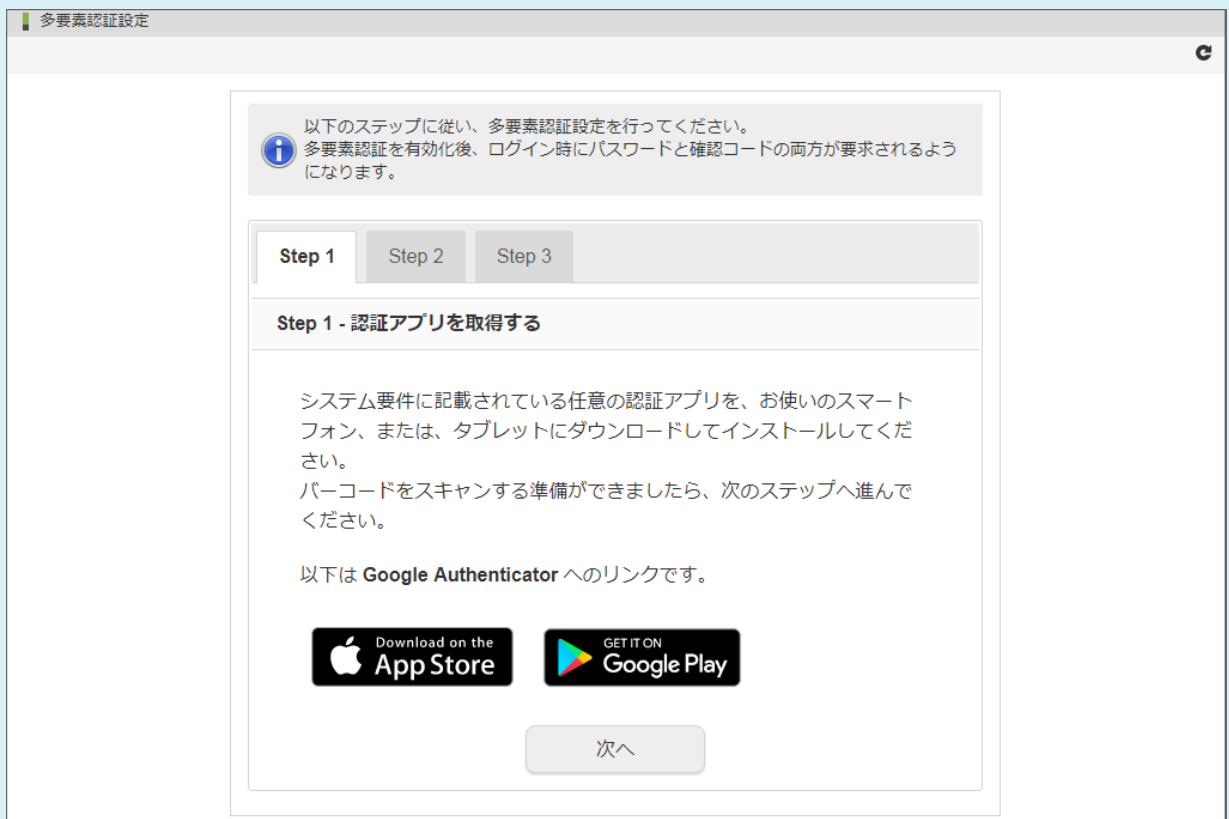 多要素認証設定
以下のステップに従い、多要素認証設定を行ってください。
多要素認証を有効化後、ログイン時にパスワードと確認コードの両方が要求されるよう
になります。
Step 1
Step 2
Step 3
Step 1 - 認証アプリを取得する
システム要件に記載されている任意の認証アプリを、お使いのスマート
フォン、または、タブレットにダウンロードしてインストールしてくだ
さい。
バーコードをスキャンする準備ができましたら、次のステップへ進んで
ください。
以下は Google Authenticator へのリンクです。
Download on the
App Store
GET IT ON
Google Play
次へ